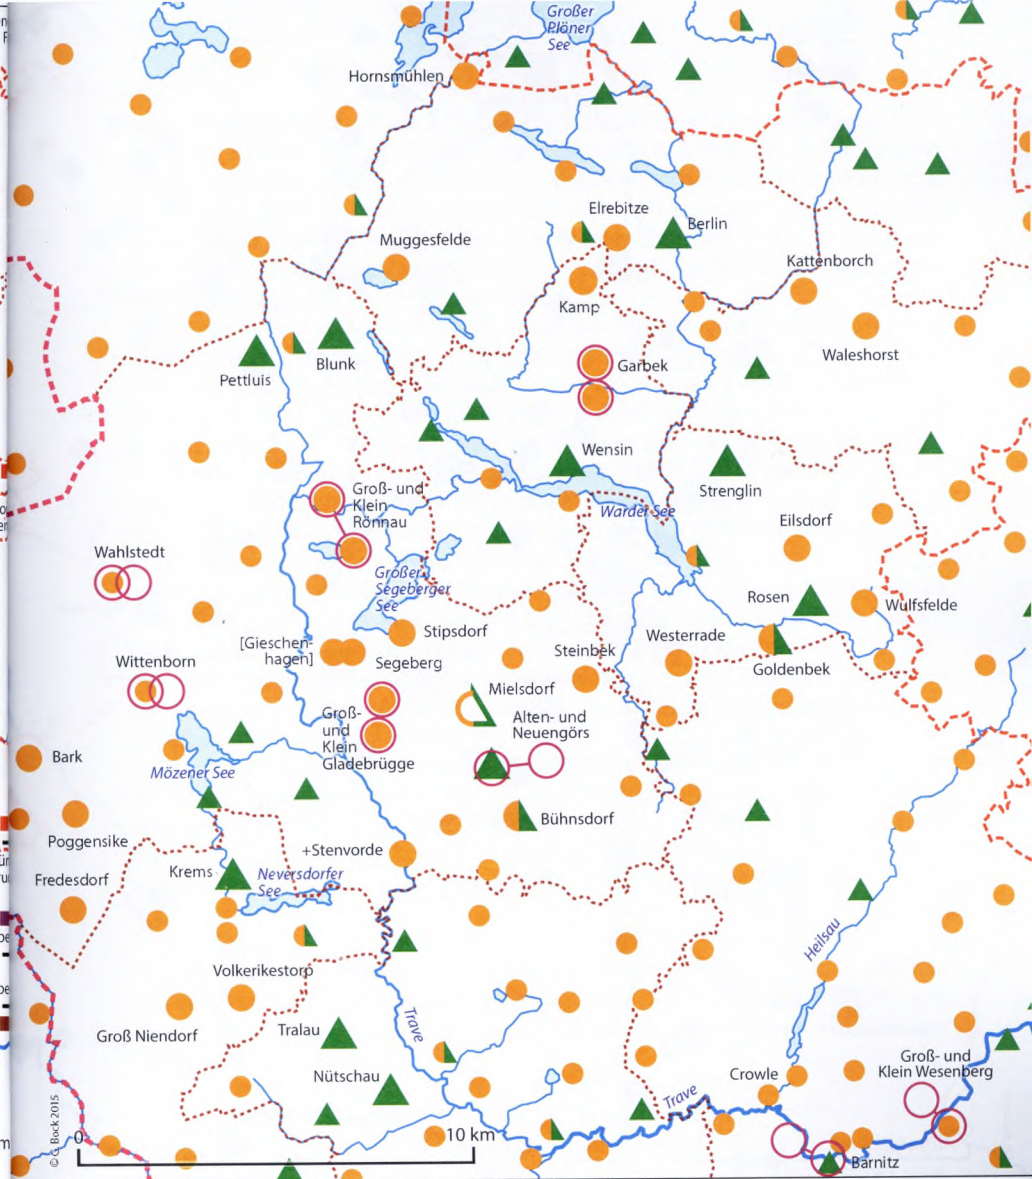 Großer
Plöner
See
Hornsmühlen
Elrebitze
Berlin
Muggesfelde
Kattenborch
Kamp
Waleshorst
Blunk
Garbek
Pettluis
Wensin
Strenglin
Groß- und
Klein
Rönnau
Warder See
Eilsdorf
Wahlstedt
Großer
Segeberger
See
Rosen
Wulfsfelde
Stipsdorf
Westerrade
[Gieschen-
hagen]
Segeberg
Steinbek
Goldenbek
Wittenborn
Mielsdorf
Groß-
und
Klein
Gladebrügge
Alten- und
Neuengörs
Bark
Mözener See
Bühnsdorf
Poggensike
+Stenvorde
Krems
Neversdorfer
See
Fredesdorf
Heilsau
Volkerikestorp
Groß Niendorf
Tralau
Trave
Nütschau
Crowle
Groß- und
Klein Wesenberg
Trave
Barnitz
© G. Bock 2015
0
10 km